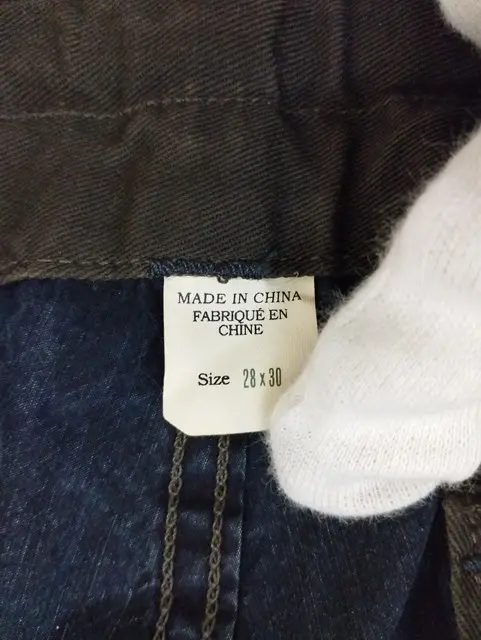 MADE IN CHINA
FABRIQUÉ EN
CHINE
Size 28 x 30